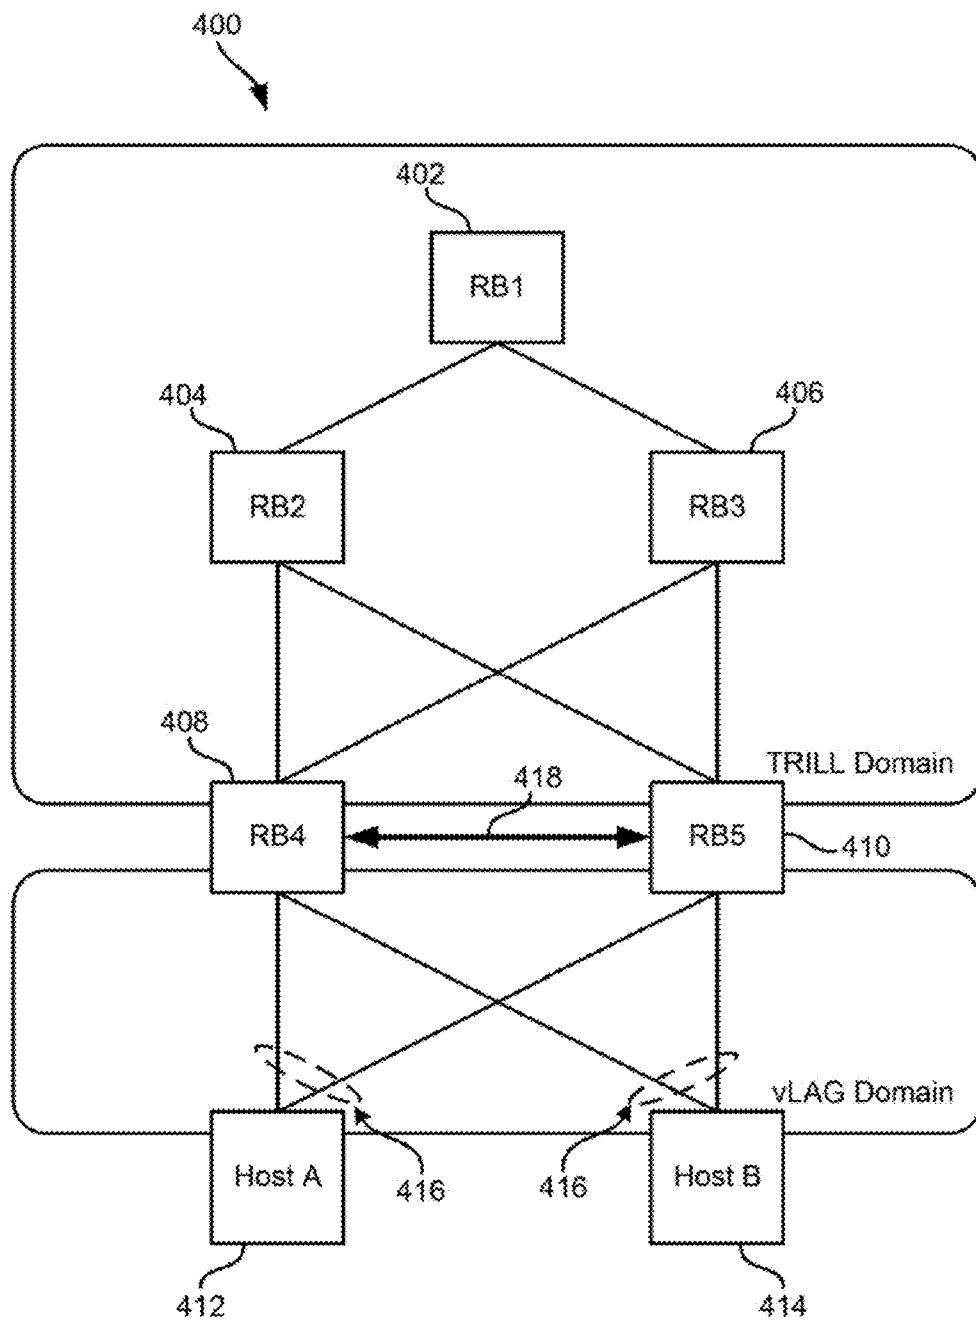 400
402
RB1
404
406
RB2
RB3
408
TRILL Domain
418
RB4
RB5
410
vLAG Domain
416
416
Host A
Host B
412
414